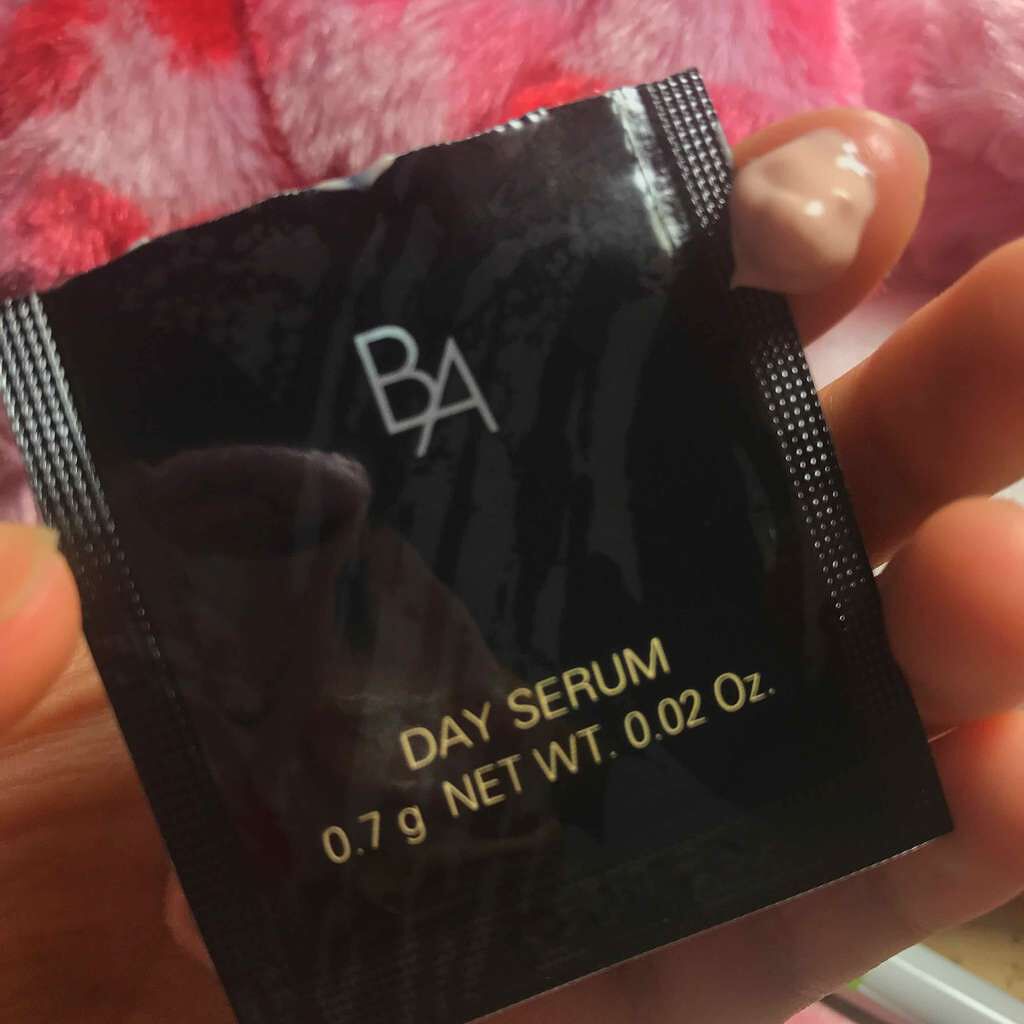 BA
DAY SERUM
0.7 g NET WT. 0.02 Oz.